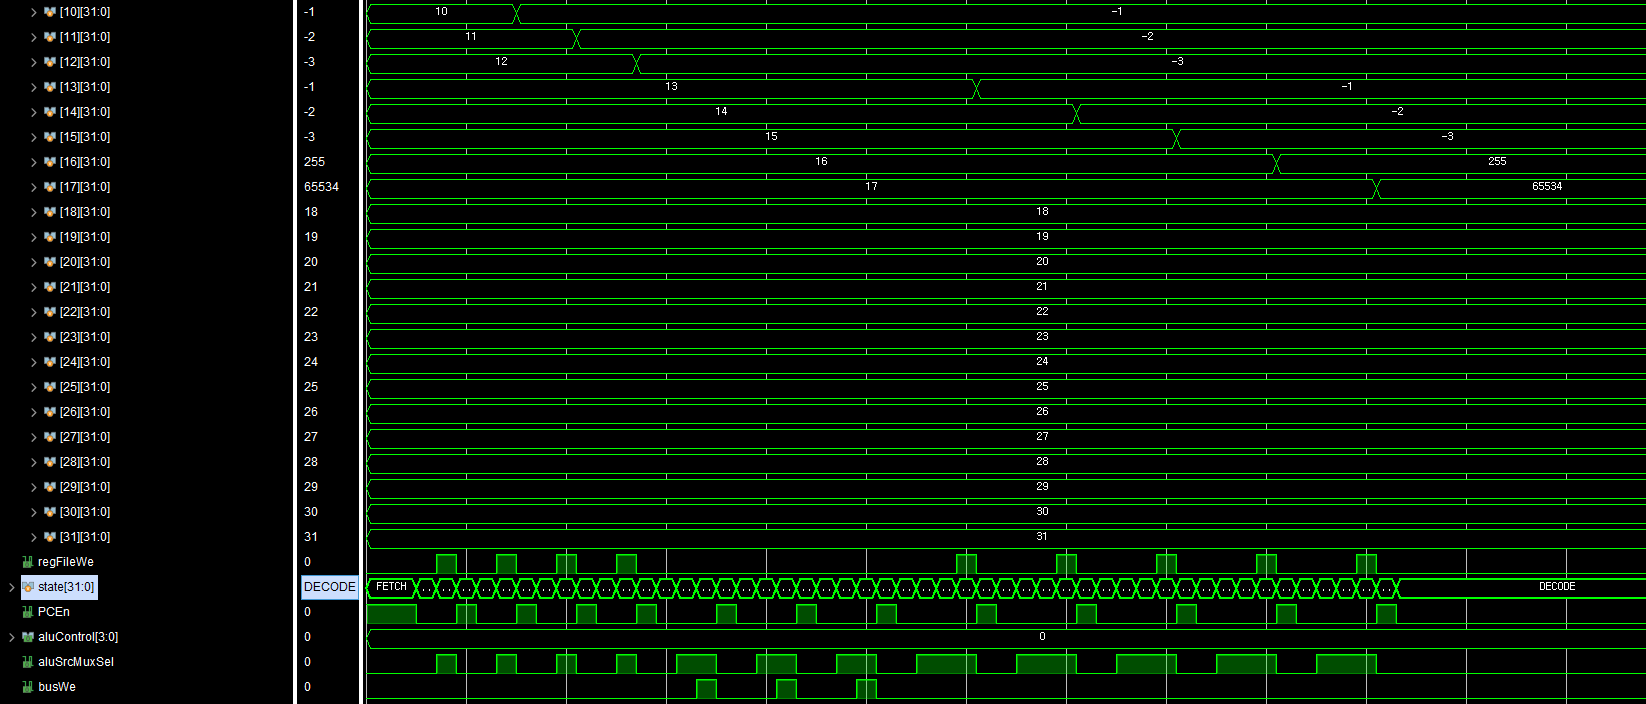 [10][31:0] -1 10 -1
[11][31:0] -2 11 -2
[12][31:0] -3 12 -3
[13][31:0] -1 13 -1
[14][31:0] -2 14 -2
[15][31:0] -3 15 -3
[16][31:0] 255 16 255
[17][31:0] 65534 17 65534
[18][31:0] 18 18
[19][31:0] 19 19
[20][31:0] 20 20
[21][31:0] 21 21
[22][31:0] 22 22
[23][31:0] 23 23
[24][31:0] 24 24
[25][31:0] 25 25
[26][31:0] 26 26
[27][31:0] 27 27
[28][31:0] 28 28
[29][31:0] 29 29
[30][31:0] 30 30
[31][31:0] 31 31
regFileWe 0
state[31:0] DECODE FETCH DECODE
PCEn 0
aluControl[3:0] 0 0
aluSrcMuxSel 0
busWe 0